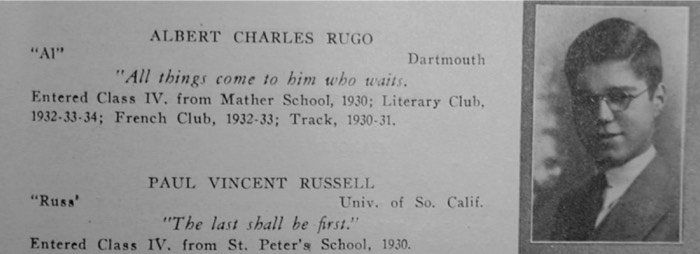 ALBERT CHARLES RUGO
"Al" Dartmouth
"All things come to him who waits.
Entered Class IV. from Mather School, 1930; Literary Club,
1932-33-34; French Club, 1932-33; Track, 1930-31.
PAUL VINCENT RUSSELL
"Russ' Univ. of So. Calif.
"The last shall be first."
Entered Class IV. from St. Peter's School, 1930.